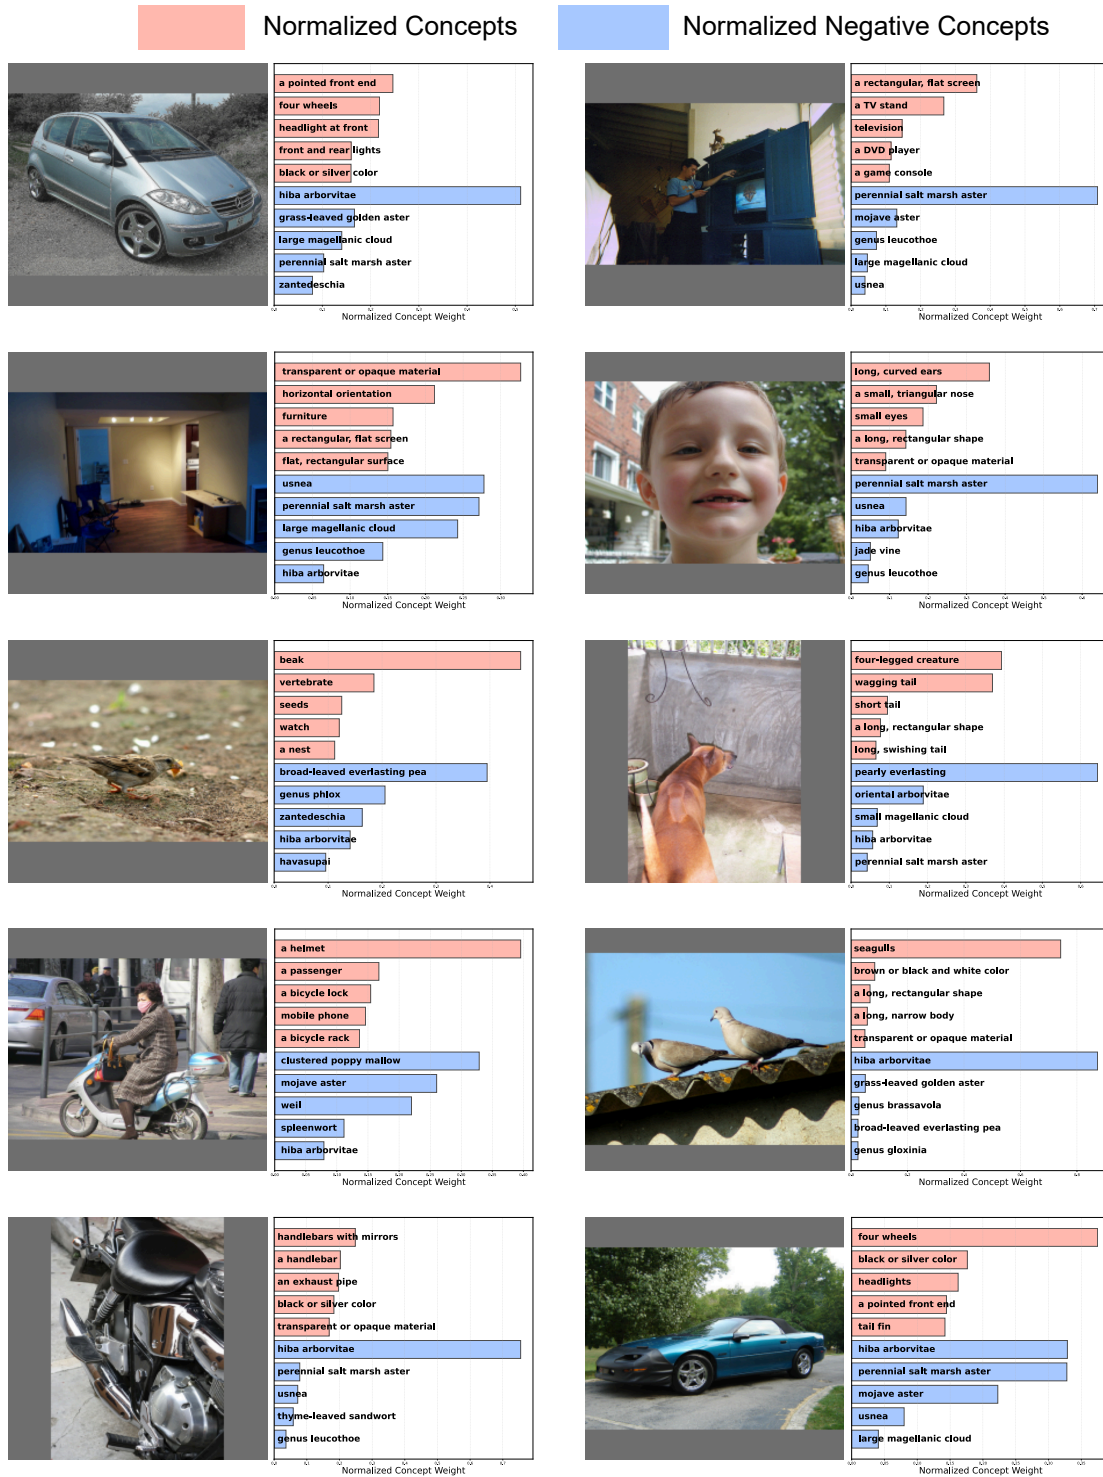 Normalized Concepts
Normalized Negative Concepts
a pointed front end
four wheels
headlight at front
front and rear lights
black or silver color
hiba arborvitae
grass-leaved golden aster
large magellanic cloud
perennial salt marsh aster
zantedeschia
Normalized Concept Weight
a rectangular, flat screen
a TV stand
television
a DVD player
a game console
perennial salt marsh aster
mojave aster
genus leucothoe
large magellanic cloud
usnea
Normalized Concept Weight
transparent or opaque material
horizontal orientation
furniture
a rectangular, flat screen
flat, rectangular surface
usnea
perennial salt marsh aster
large magellanic cloud
genus leucothoe
hiba arborvitae
Normalized Concept Weight
long, curved ears
a small, triangular nose
small eyes
a long, rectangular shape
transparent or opaque material
perennial salt marsh aster
usnea
hiba arborvitae
jade vine
genus leucothoe
Normalized Concept Weight
beak
vertebrate
seeds
watch
a nest
broad-leaved everlasting pea
genus phlox
zantedeschia
hiba arborvitae
havasupai
Normalized Concept Weight
four-legged creature
wagging tail
short tail
a long, rectangular shape
long, swishing tail
pearly everlasting
oriental arborvitae
small magellanic cloud
hiba arborvitae
perennial salt marsh aster
Normalized Concept Weight
a helmet
a passenger
a bicycle lock
mobile phone
a bicycle rack
clustered poppy mallow
mojave aster
weil
spleenwort
hiba arborvitae
Normalized Concept Weight
seagulls
brown or black and white color
a long, rectangular shape
a long, narrow body
transparent or opaque material
hiba arborvitae
grass-leaved golden aster
genus brassavola
broad-leaved everlasting pea
genus gloxinia
Normalized Concept Weight
handlebars with mirrors
a handlebar
an exhaust pipe
black or silver color
transparent or opaque material
hiba arborvitae
perennial salt marsh aster
usnea
thyme-leaved sandwort
genus leucothoe
Normalized Concept Weight
four wheels
black or silver color
headlights
a pointed front end
tail fin
hiba arborvitae
perennial salt marsh aster
mojave aster
usnea
large magellanic cloud
Normalized Concept Weight